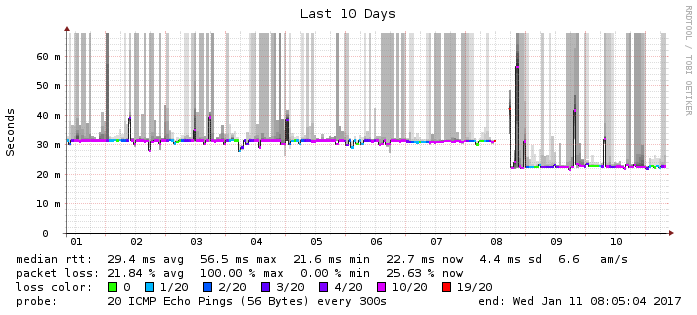 Last 10 Days
RRDTOOL / TOBI OETIKER
Seconds
60 m
50 m
40 m
30 m
20 m
10 m
0
01 02 03 04 05 06 07 08 09 10
median rtt: 29.4 ms avg 56.5 ms max 21.6 ms min 22.7 ms now 4.4 ms sd 6.6 am/s
packet loss: 21.84 % avg 100.00 % max 0.00 % min 25.63 % now
loss color: 0 1/20 2/20 3/20 4/20 10/20 19/20
probe: 20 ICMP Echo Pings (56 Bytes) every 300s end: Wed Jan 11 08:05:04 2017